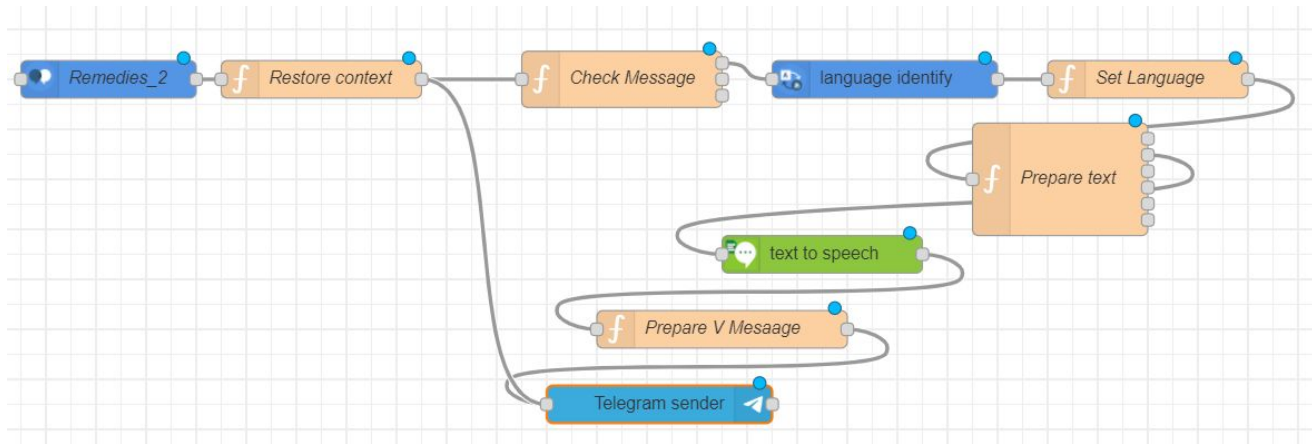 Remedies_2
Restore context
Check Message
language identify
Set Language
Prepare text
text to speech
Prepare V Mesaage
Telegram sender